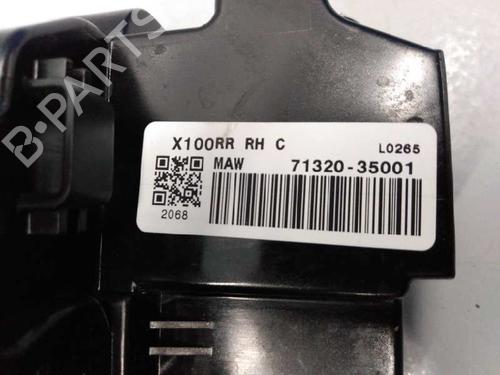 B-PARTS
X100RR RH C L0265
MAW 71320-35001
2068